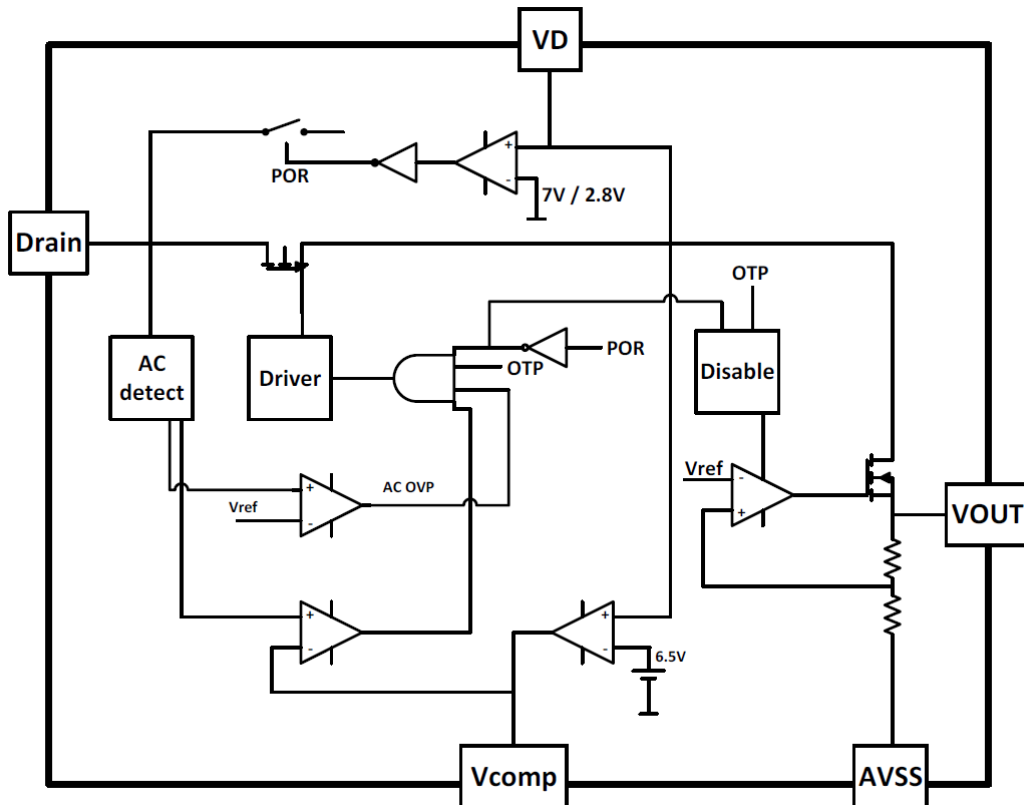 VD
+
-
POR
7V / 2.8V
Drain
OTP
AC
detect
Driver
POR
OTP
Disable
Vref
-
+
+
-
AC OVP
Vref
VOUT
+
-
+
-
6.5V
Vcomp
AVSS